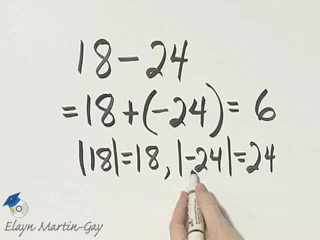 18 - 24
= 18 + (-24) = 6
|18| = 18, |-24| = 24
Elayn Martin-Gay